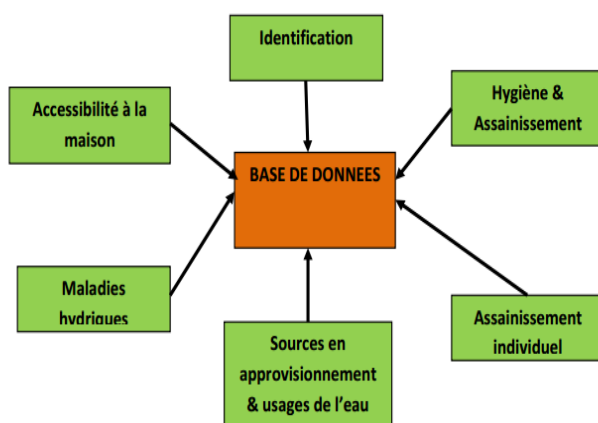 Identification
Accessibilité à la
maison
Hygiène &
Assainissement
BASE DE DONNEES
Maladies
hydriques
Sources en
approvisionnement
& usages de l’eau
Assainissement
individuel